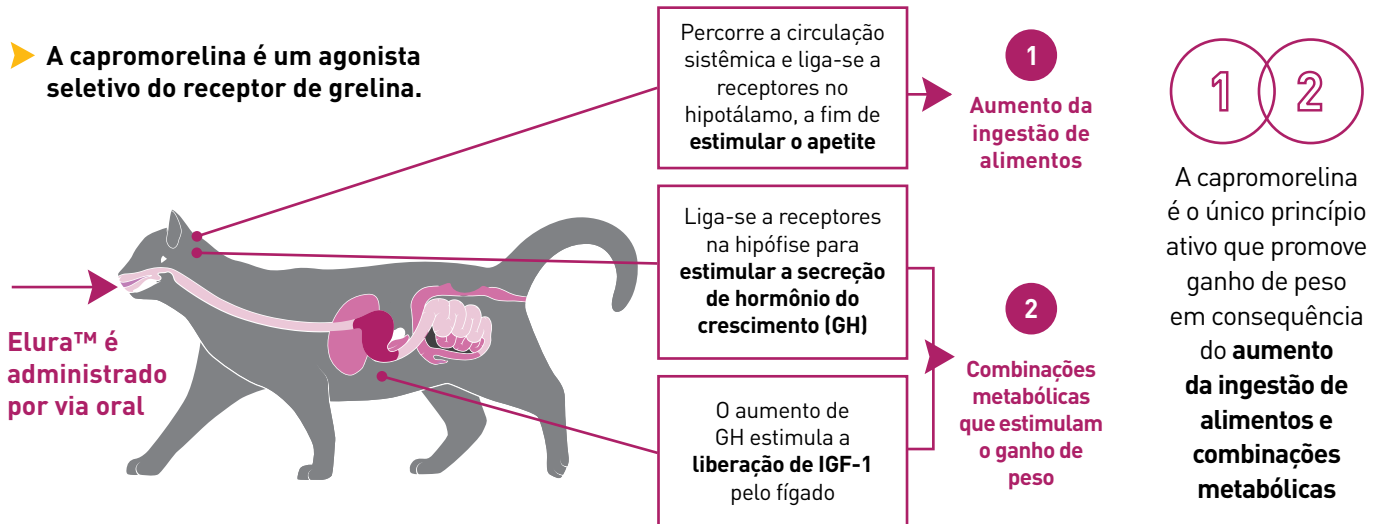 A capromorelina é um agonista
seletivo do receptor de grelina.
Elura™ é
administrado
por via oral
Percorre a circulação
sistêmica e liga-se a
receptores no
hipotálamo, a fim de
estimular o apetite
1
Aumento da
ingestão de
alimentos
Liga-se a receptores
na hipófise para
estimular a secreção
de hormônio do
crescimento (GH)
O aumento de
GH estimula a
liberação de IGF-1
pelo fígado
2
Combinações
metabólicas
que estimulam
o ganho de
peso
1 2
A capromorelina
é o único princípio
ativo que promove
ganho de peso
em consequência
do aumento
da ingestão de
alimentos e
combinações
metabólicas